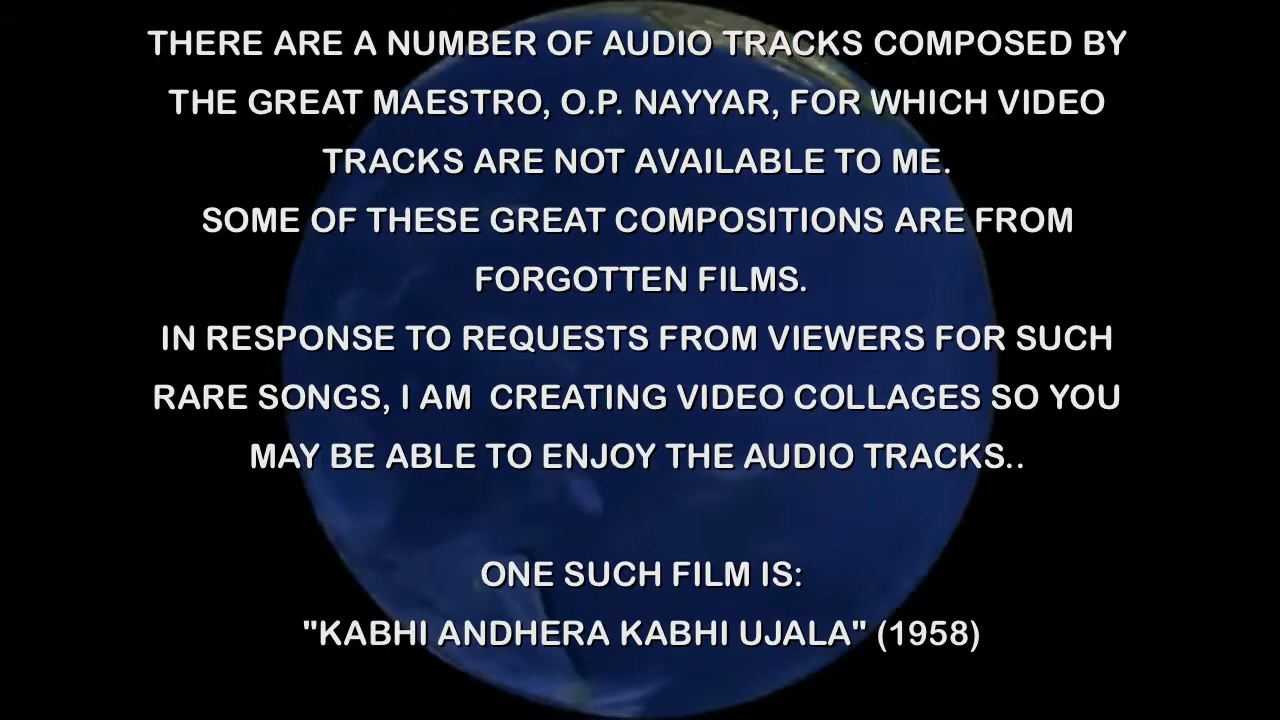 THERE ARE A NUMBER OF AUDIO TRACKS COMPOSED BY
THE GREAT MAESTRO, O.P. NAYYAR, FOR WHICH VIDEO
TRACKS ARE NOT AVAILABLE TO ME.
SOME OF THESE GREAT COMPOSITIONS ARE FROM
FORGOTTEN FILMS.
IN RESPONSE TO REQUESTS FROM VIEWERS FOR SUCH
RARE SONGS, I AM  CREATING VIDEO COLLAGES SO YOU
MAY BE ABLE TO ENJOY THE AUDIO TRACKS..
ONE SUCH FILM IS:
"KABHI ANDHERA KABHI UJALA" (1958)